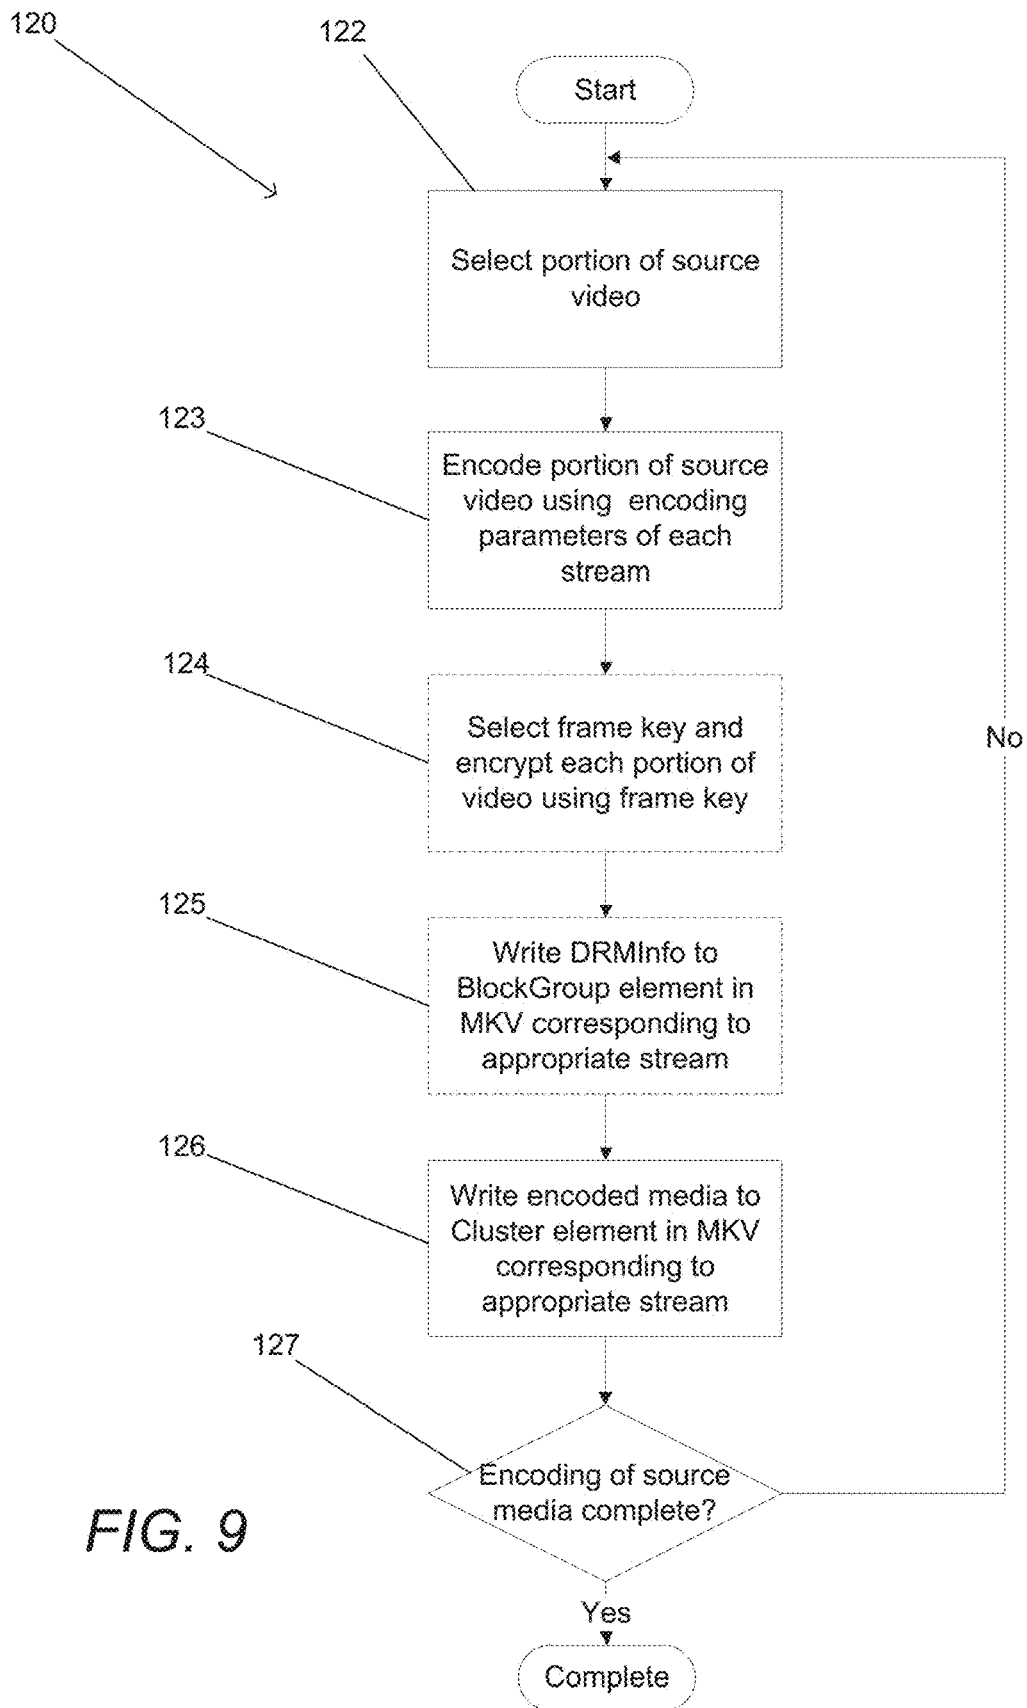 120
122
Start
Select portion of source
video
123
Encode portion of source
video using encoding
parameters of each
stream
124
Select frame key and
encrypt each portion of
video using frame key
No
125
Write DRMInfo to
BlockGroup element in
MKV corresponding to
appropriate stream
126
Write encoded media to
Cluster element in MKV
corresponding to
appropriate stream
127
Encoding of source
media complete?
FIG. 9
Yes
Complete